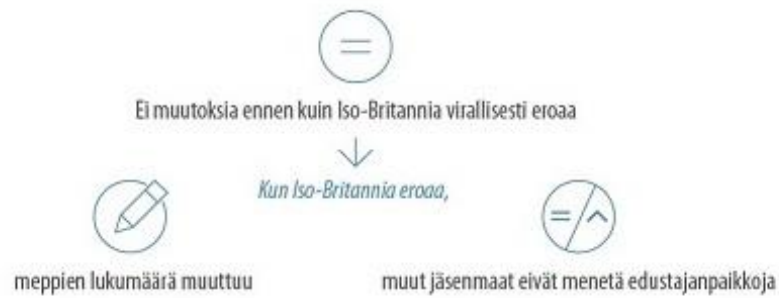 Ei muutoksia ennen kuin Iso-Britannia virallisesti eroaa
Kun Iso-Britannia eroaa,
meppien lukumäärä muuttuu
muut jäsenmaat eivät menetä edustajanpaikkoja